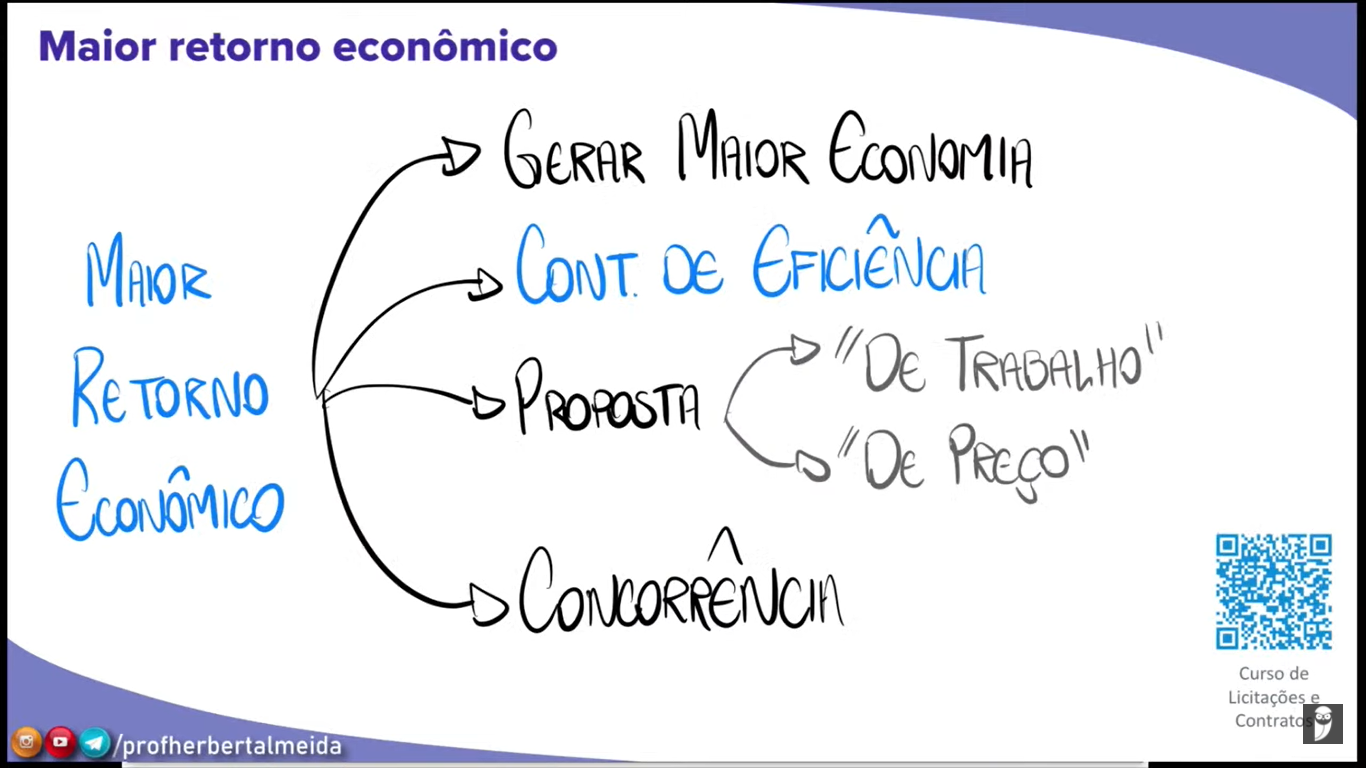 Maior retorno econômico
MAIOR
RETORNO
ECONÔMICO
GERAR MAIOR ECONOMIA
CONT. DE EFICIÊNCIA
PROPOSTA
"DE TRABALHO"
"DE PREÇO"
CONCORRÊNCIA
Curso de
Licitações e
Contratos
/profherbertalmeida